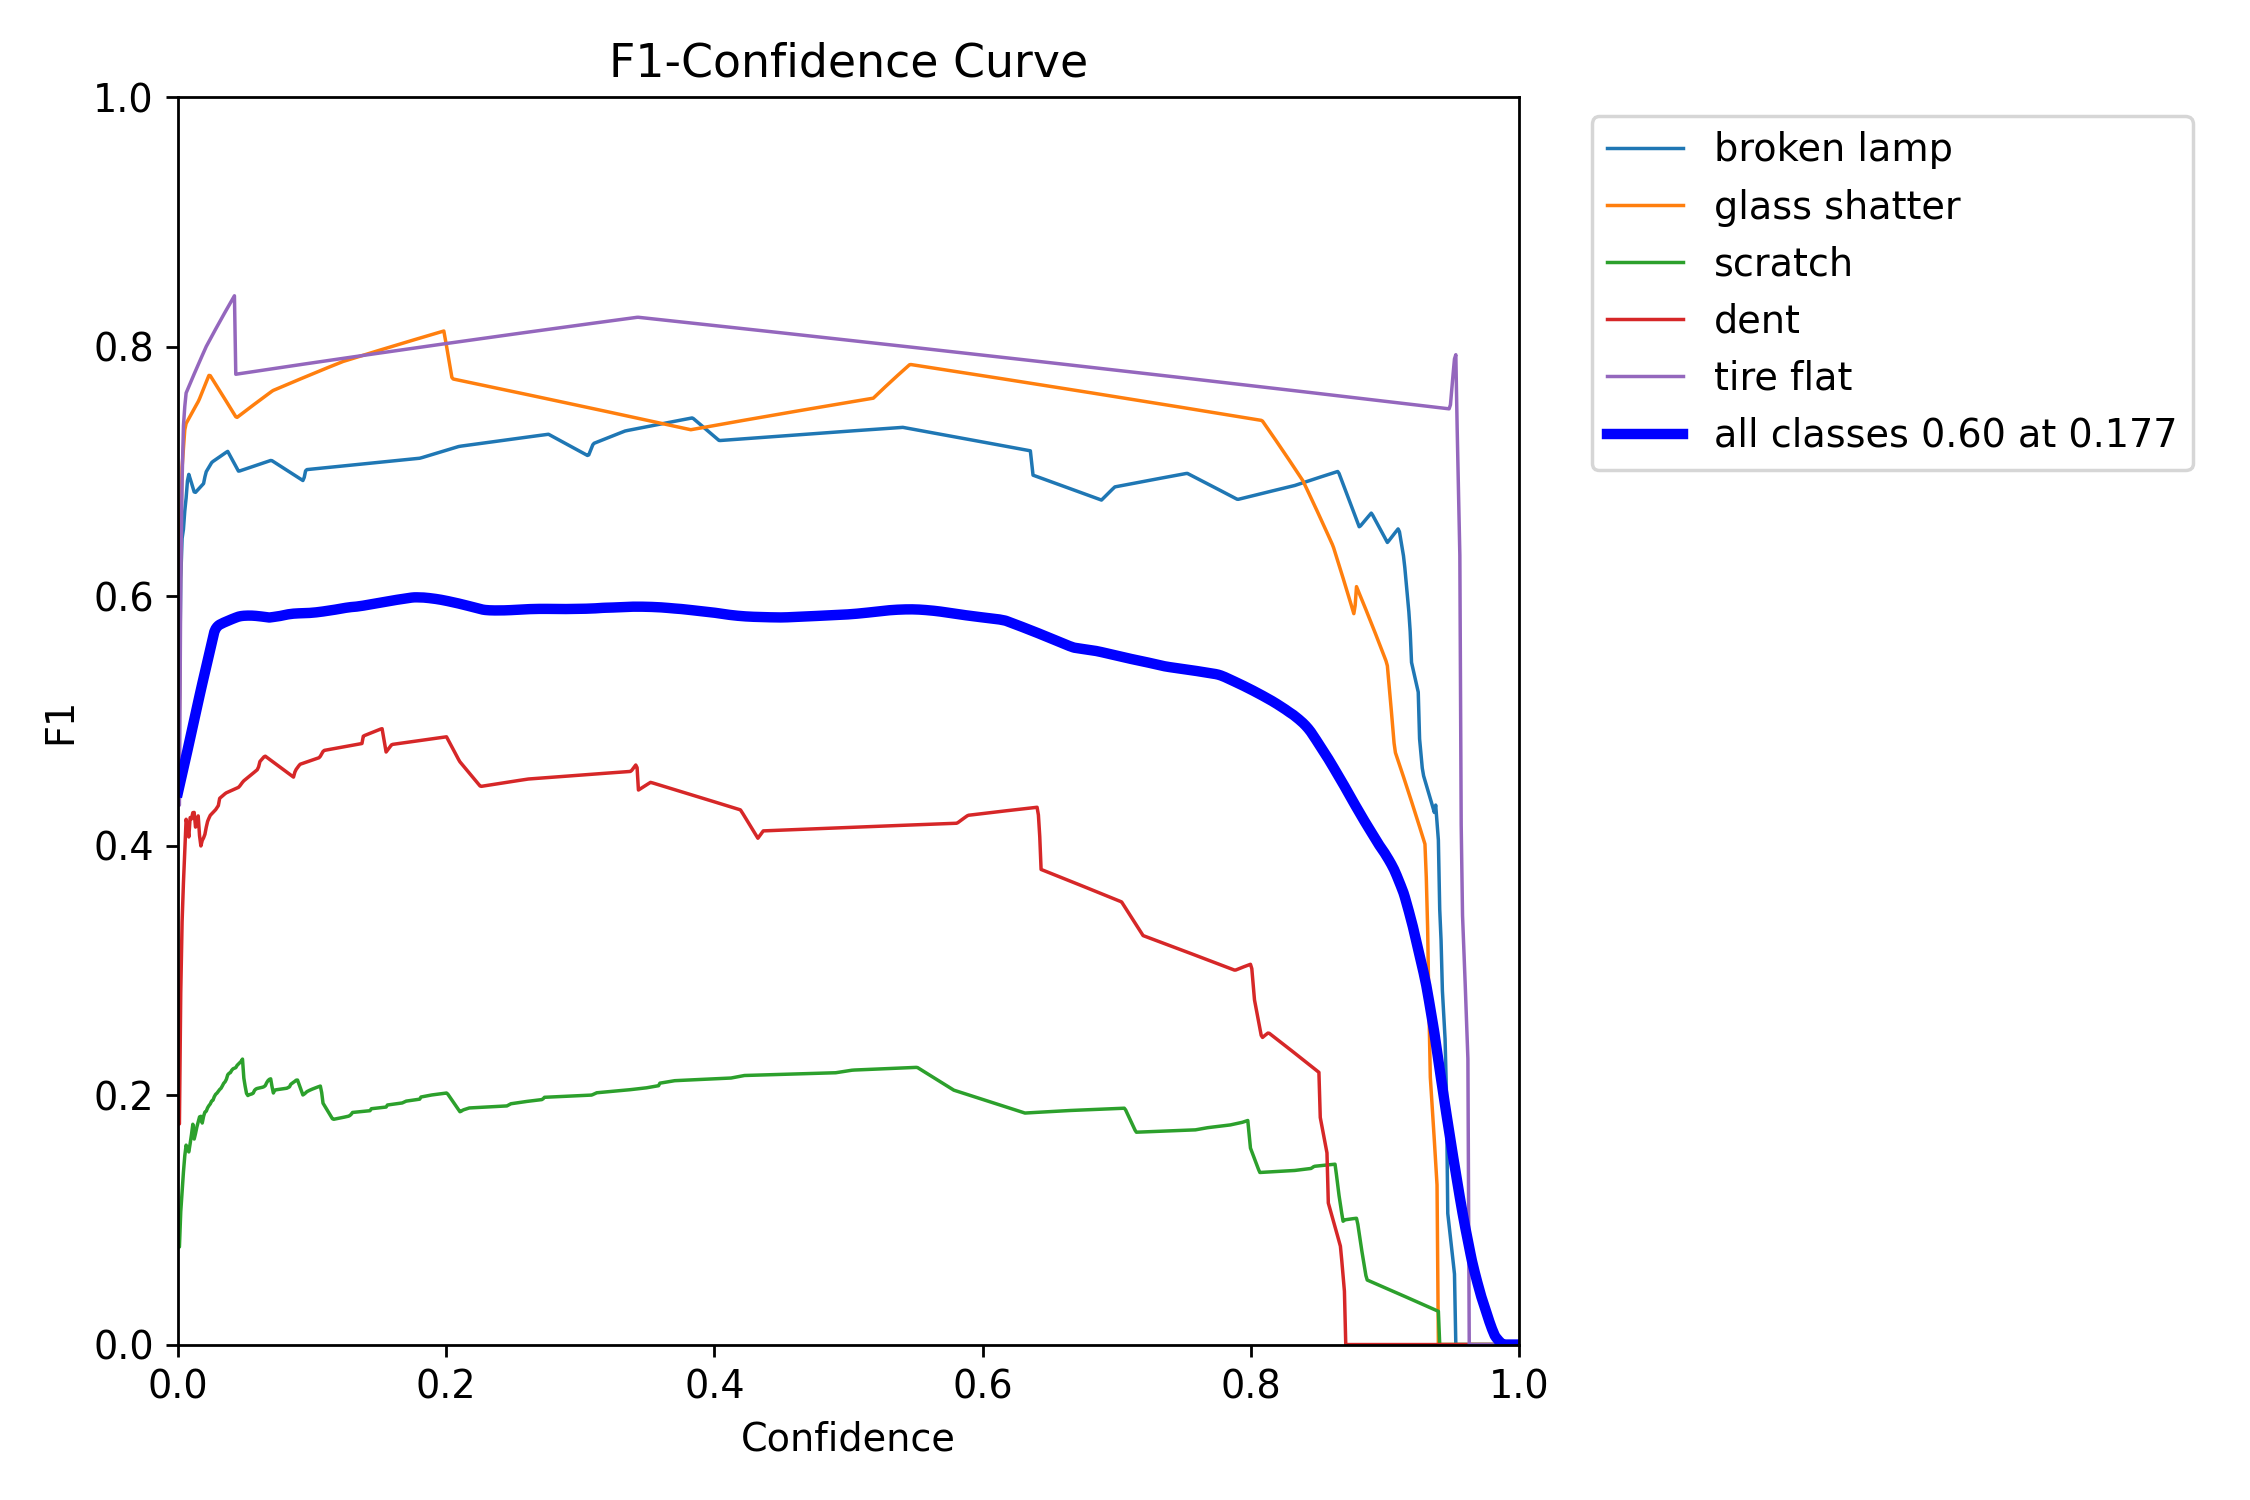 F1-Confidence Curve
1.0
0.8
0.6
0.4
0.2
0.0
F1
0.0 0.2 0.4 0.6 0.8 1.0
Confidence
broken lamp
glass shatter
scratch
dent
tire flat
all classes 0.60 at 0.177